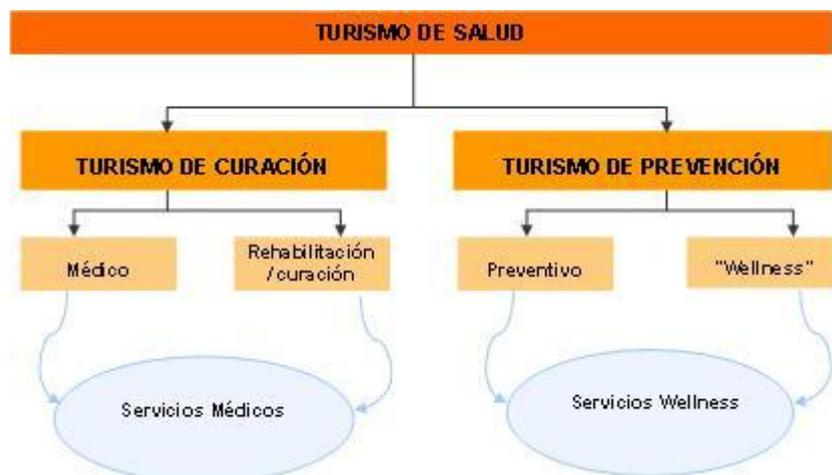 TURISMO DE SALUD
TURISMO DE CURACIÓN
TURISMO DE PREVENCIÓN
Médico
Rehabilitación
/curación
Preventivo
"Wellness"
Servicios Médicos
Servicios Wellness